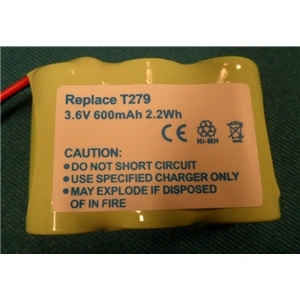 Replace T279
3.6V 600mAh 2.2Wh
CE
Ni-MH
CAUTION:
● DO NOT SHORT CIRCUIT
● USE SPECIFIED CHARGER ONLY
● MAY EXPLODE IF DISPOSED
IN FIRE